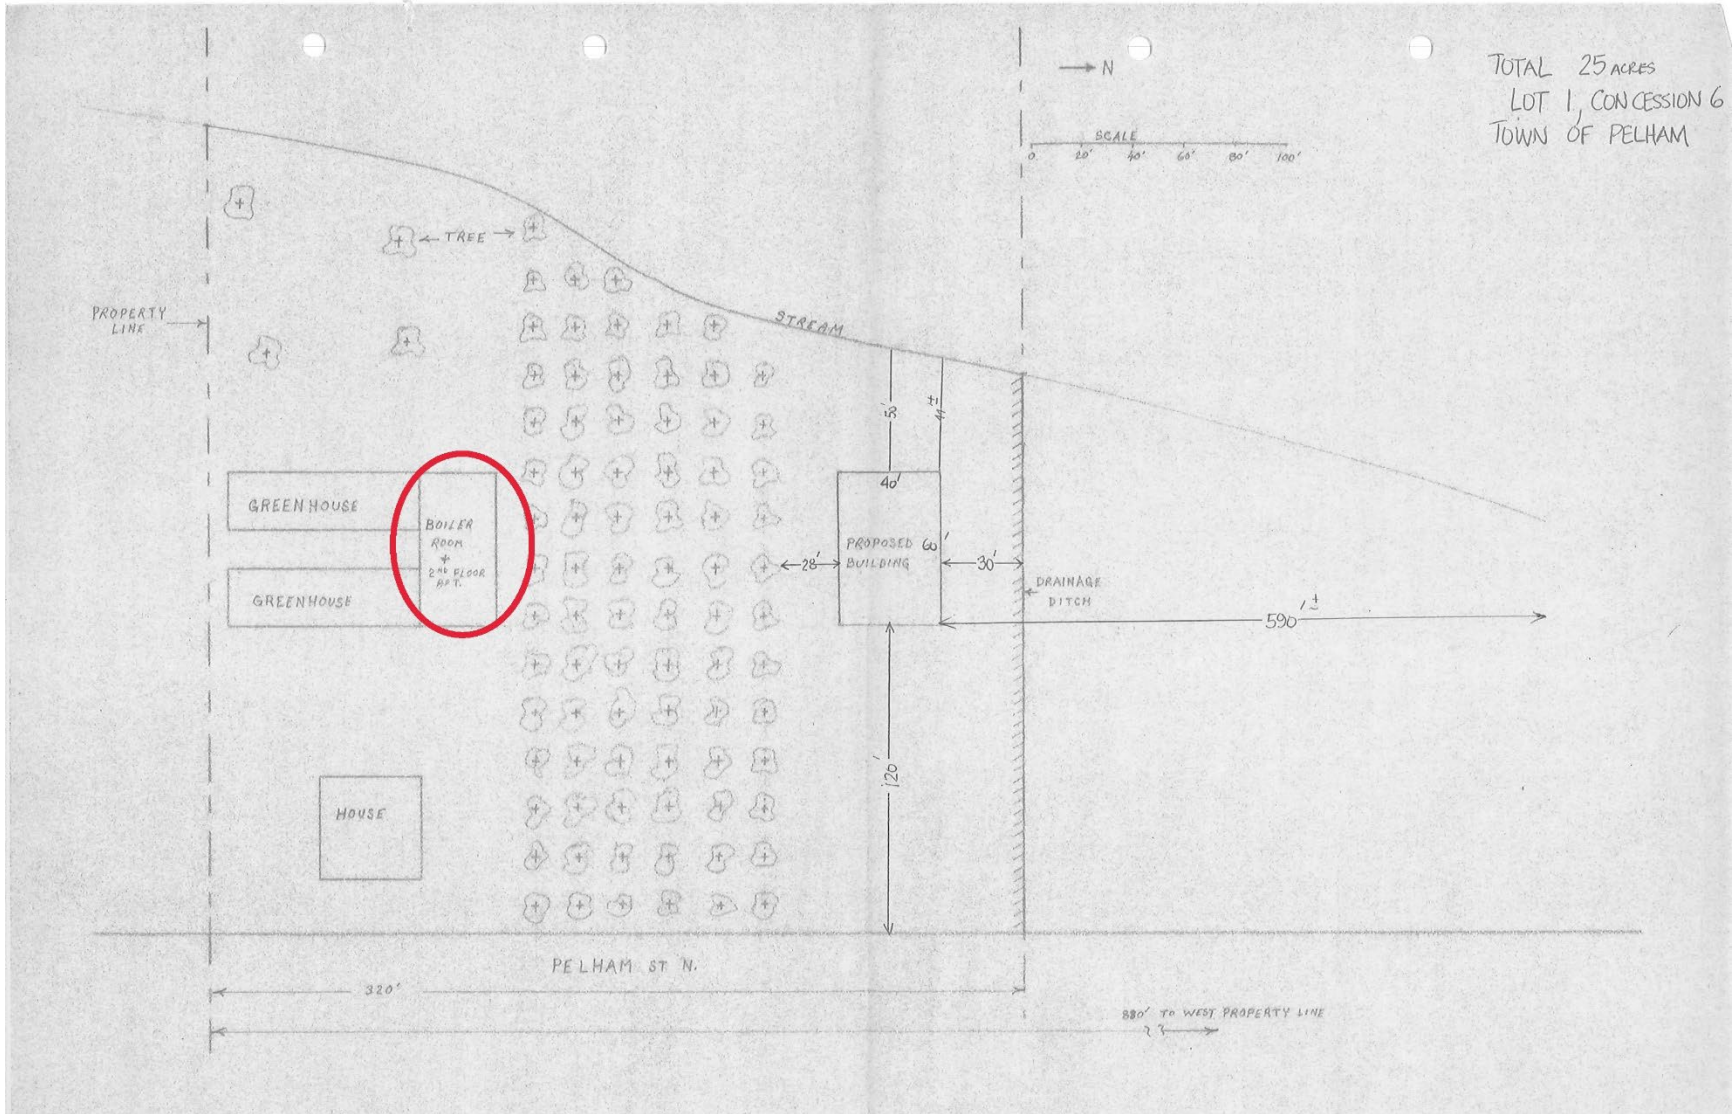 TOTAL 25 ACRES
LOT 1, CONCESSION 6
TOWN OF PELHAM
N
SCALE
0 20' 40' 60' 80' 100'
TREE
PROPERTY
LINE
STREAM
50'
44±
GREENHOUSE
BOILER
ROOM
+
2ND FLOOR
APT.
GREENHOUSE
40'
PROPOSED
BUILDING
60'
28'
30'
DRAINAGE
DITCH
590'±
120'
HOUSE
PELHAM ST N.
320'
880' TO WEST PROPERTY LINE